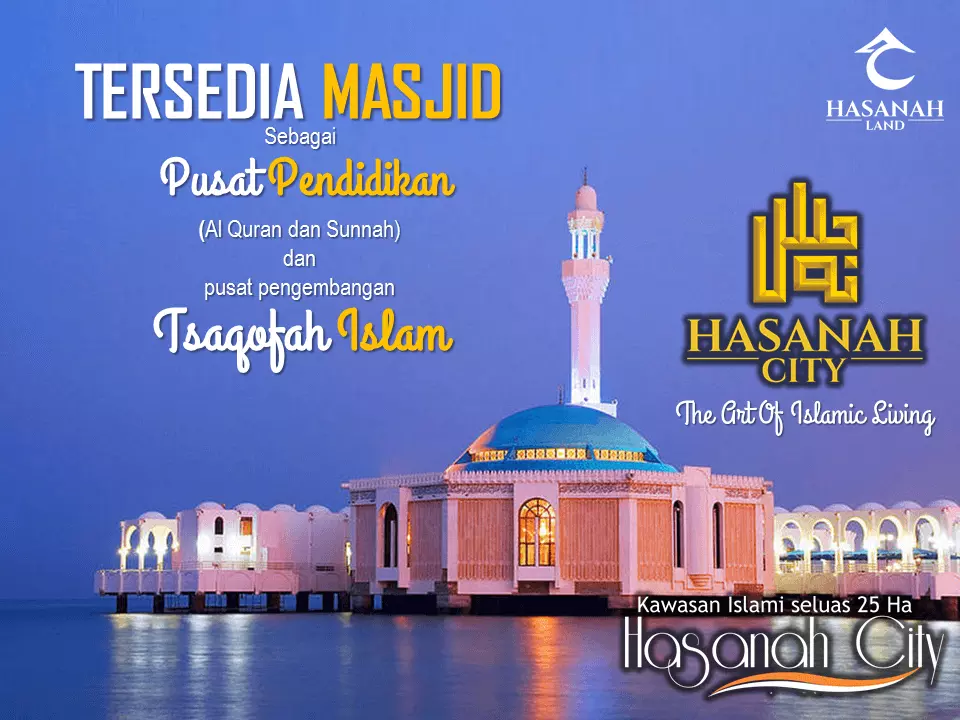 TERSEDIA MASJID
Sebagai
Pusat Pendidikan
(Al Quran dan Sunnah)
dan
pusat pengembangan
Tsaqofah Islam
HASANAH
LAND
HASANAH
CITY
The Art Of Islamic Living
Kawasan Islami seluas 25 Ha
Hasanah City